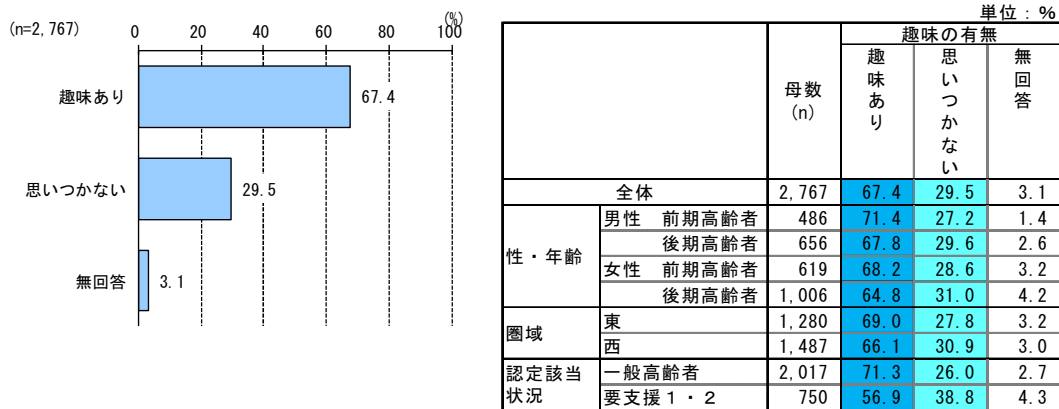 (n=2,767)
0 20 40 60 80 100
(%)
趣味あり 67.4
思いつかない 29.5
無回答 3.1
単位：％
母数(n) 趣味の有無
趣味あり 思いつかない 無回答
全体 2,767 67.4 29.5 3.1
性・年齢 男性 前期高齢者 486 71.4 27.2 1.4
後期高齢者 656 67.8 29.6 2.6
女性 前期高齢者 619 68.2 28.6 3.2
後期高齢者 1,006 64.8 31.0 4.2
圏域 東 1,280 69.0 27.8 3.2
西 1,487 66.1 30.9 3.0
認定該当状況 一般高齢者 2,017 71.3 26.0 2.7
要支援１・２ 750 56.9 38.8 4.3